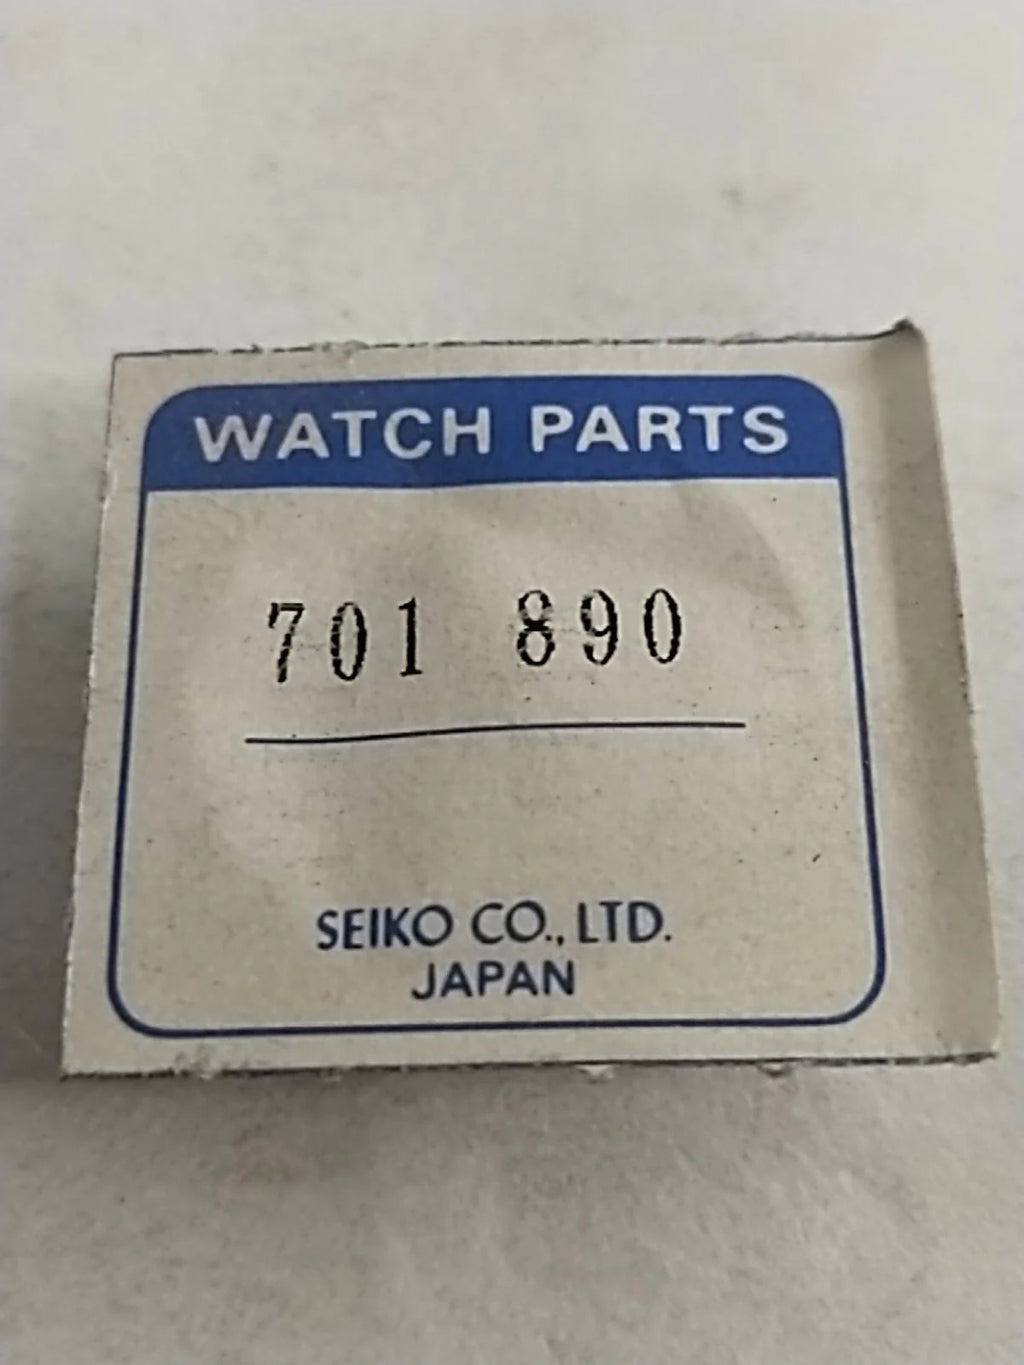 WATCH PARTS
701 890
SEIKO CO., LTD.
JAPAN